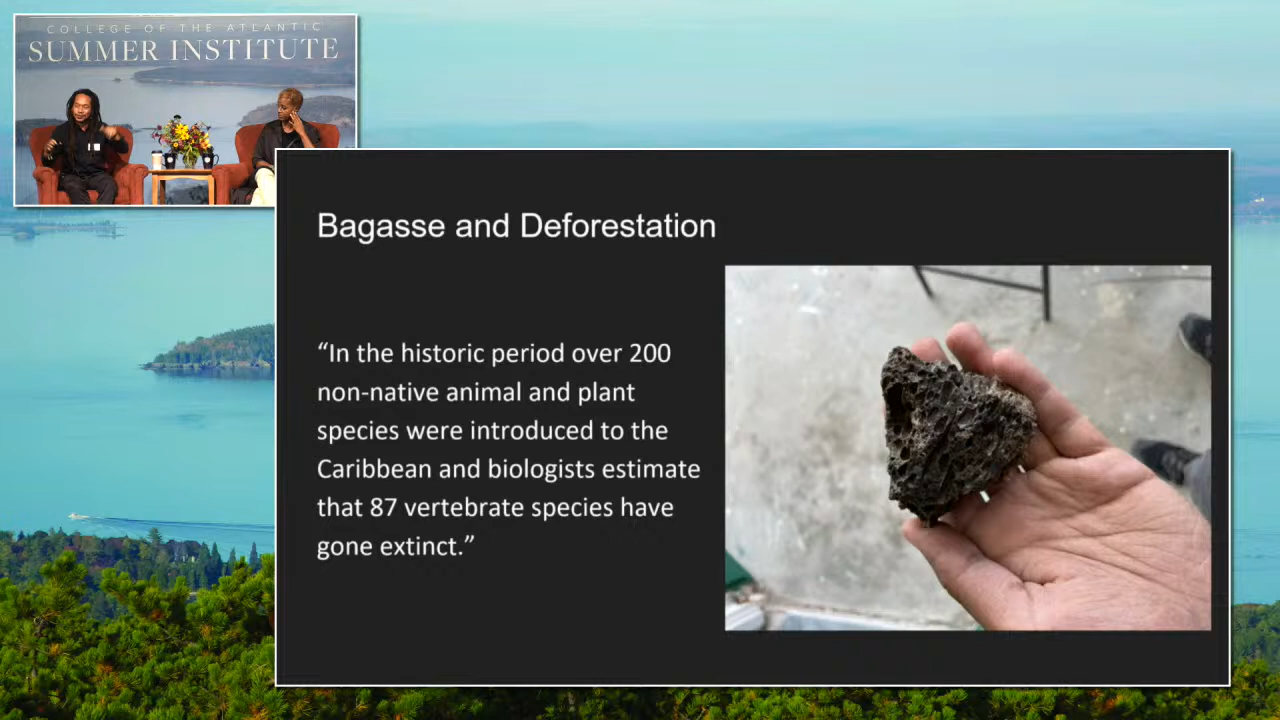 COLLEGE OF THE ATLANTIC
SUMMER INSTITUTE
Bagasse and Deforestation
“In the historic period over 200
non-native animal and plant
species were introduced to the
Caribbean and biologists estimate
that 87 vertebrate species have
gone extinct.”